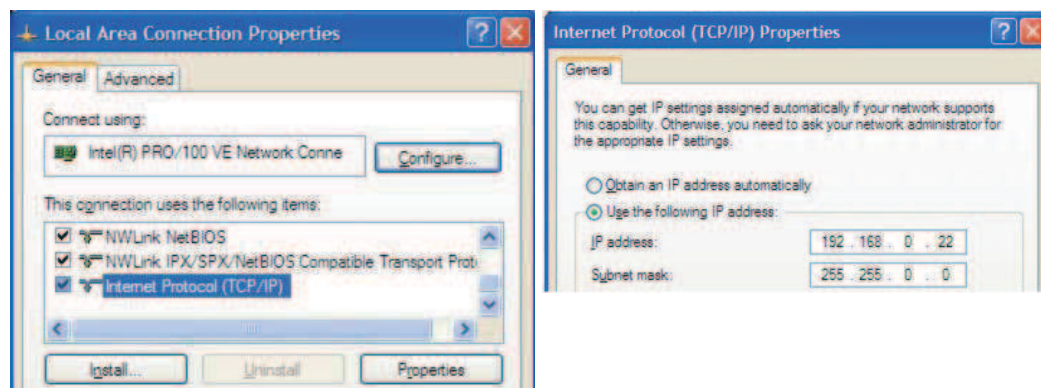 Local Area Connection Properties
General Advanced
Connect using:
Intel(R) PRO/100 VE Network Conne
Configure...
This connection uses the following items:
NWLink NetBIOS
NWLink IPX/SPX/NetBIOS Compatible Transport Prot
Internet Protocol (TCP/IP)
Install... Uninstall Properties
Internet Protocol (TCP/IP) Properties
General
You can get IP settings assigned automatically if your network supports
this capability. Otherwise, you need to ask your network administrator for
the appropriate IP settings.
Obtain an IP address automatically
Use the following IP address:
IP address: 192 . 168 . 0 . 22
Subnet mask: 255 . 255 . 0 . 0